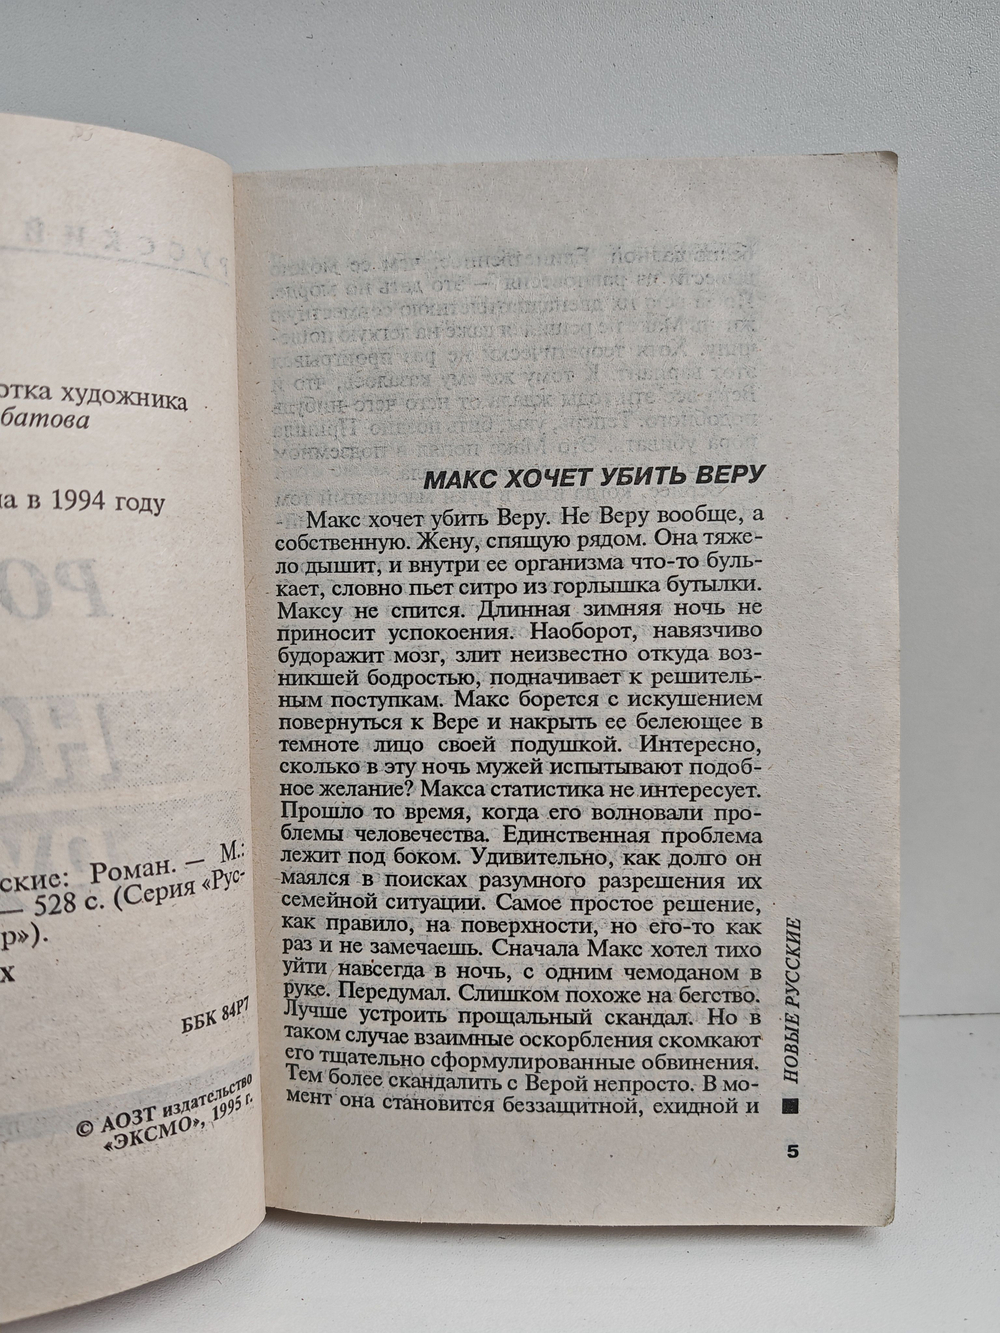 отка художника
батова
на в 1994 году
ские: Роман. — М.:
— 528 с. (Серия «Рус-
р»).
х
ББК 84Р7
© АОЗТ издательство
«ЭКСМО», 1995 г.
МАКС ХОЧЕТ УБИТЬ ВЕРУ
Макс хочет убить Веру. Не Веру вообще, а
собственную. Жену, спящую рядом. Она тяже-
ло дышит, и внутри ее организма что-то буль-
кает, словно пьет ситро из горлышка бутылки.
Максу не спится. Длинная зимняя ночь не
приносит успокоения. Наоборот, навязчиво
будоражит мозг, злит неизвестно откуда воз-
никшей бодростью, подначивает к решитель-
ным поступкам. Макс борется с искушением
повернуться к Вере и накрыть ее белеющее в
темноте лицо своей подушкой. Интересно,
сколько в эту ночь мужей испытывают подоб-
ное желание? Макса статистика не интересует.
Прошло то время, когда его волновали про-
блемы человечества. Единственная проблема
лежит под боком. Удивительно, как долго он
маялся в поисках разумного разрешения их
семейной ситуации. Самое простое решение,
как правило, на поверхности, но его-то как
раз и не замечаешь. Сначала Макс хотел тихо
уйти навсегда в ночь, с одним чемоданом в
руке. Передумал. Слишком похоже на бегство.
Лучше устроить прощальный скандал. Но в
таком случае взаимные оскорбления скомкают
его тщательно сформулированные обвинения.
Тем более скандалить с Верой непросто. В мо-
мент она становится беззащитной, ехидной и
НОВЫЕ РУССКИЕ
5